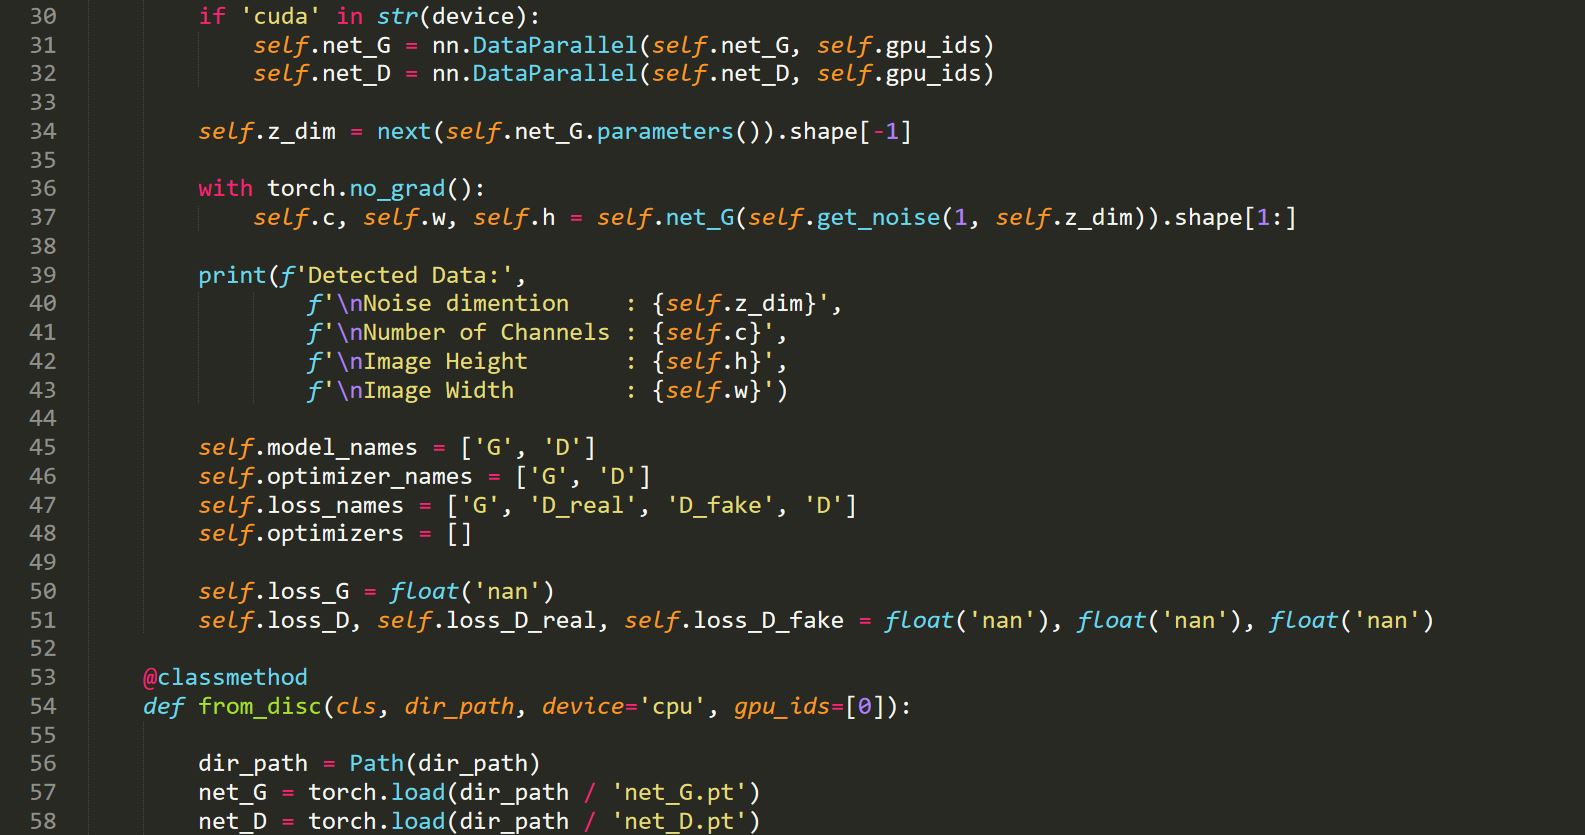 30 if 'cuda' in str(device):
31 self.net_G = nn.DataParallel(self.net_G, self.gpu_ids)
32 self.net_D = nn.DataParallel(self.net_D, self.gpu_ids)
33
34 self.z_dim = next(self.net_G.parameters()).shape[-1]
35
36 with torch.no_grad():
37 self.c, self.w, self.h = self.net_G(self.get_noise(1, self.z_dim)).shape[1:]
38
39 print(f'Detected Data:',
40 f'\nNoise dimention    : {self.z_dim}',
41 f'\nNumber of Channels : {self.c}',
42 f'\nImage Height       : {self.h}',
43 f'\nImage Width        : {self.w}')
44
45 self.model_names = ['G', 'D']
46 self.optimizer_names = ['G', 'D']
47 self.loss_names = ['G', 'D_real', 'D_fake', 'D']
48 self.optimizers = []
49
50 self.loss_G = float('nan')
51 self.loss_D, self.loss_D_real, self.loss_D_fake = float('nan'), float('nan'), float('nan')
52
53 @classmethod
54 def from_disc(cls, dir_path, device='cpu', gpu_ids=[0]):
55
56 dir_path = Path(dir_path)
57 net_G = torch.load(dir_path / 'net_G.pt')
58 net_D = torch.load(dir_path / 'net_D.pt')